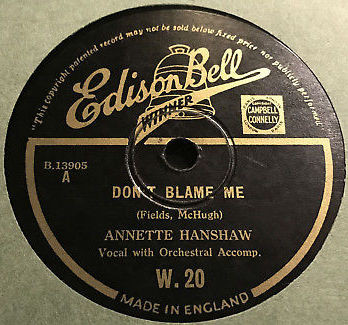 "This copyright patented record may not be sold below fixed price nor publicly performed"
Edison Bell
WINNER
CAMPBELL
CONNELLY
B.13905
A
DON'T BLAME ME
(Fields, McHugh)
ANNETTE HANSHAW
Vocal with Orchestral Accomp.
W.20
MADE IN ENGLAND